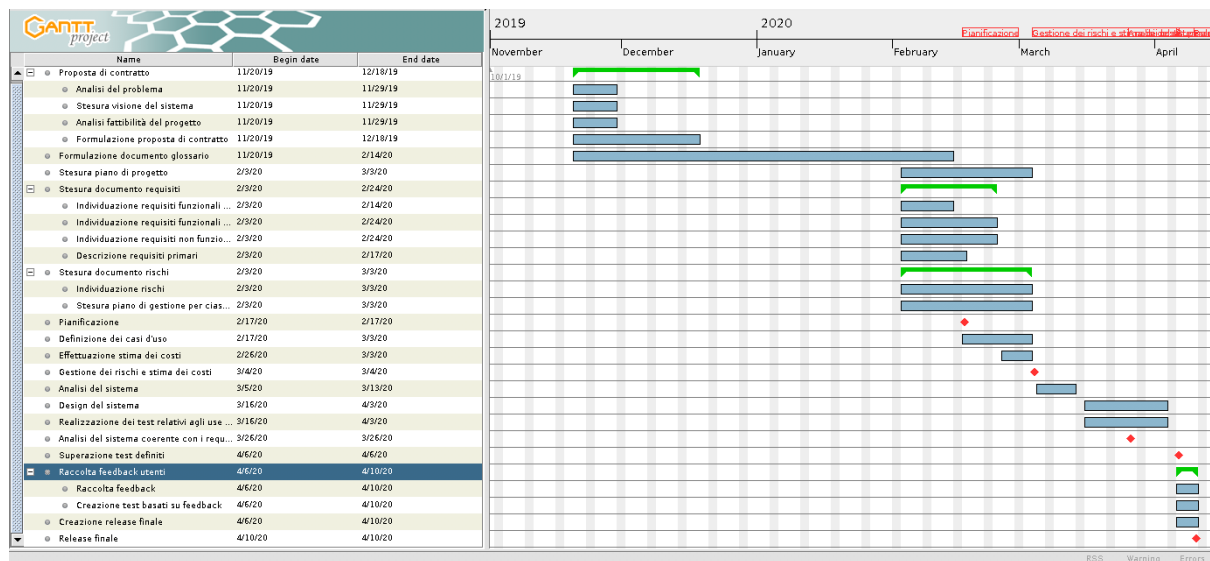 GANTT
project
2019 2020
Pianificazione Gestione dei rischi e
November December January February March April
Name Begin date End date
10/1/19
Proposta di contratto 11/20/19 12/18/19
Analisi del problema 11/20/19 11/29/19
Stesura visione del sistema 11/20/19 11/29/19
Analisi fattibilità del progetto 11/20/19 11/29/19
Formulazione proposta di contratto 11/20/19 12/18/19
Formulazione documento glossario 11/20/19 2/14/20
Stesura piano di progetto 2/3/20 3/3/20
Stesura documento requisiti 2/3/20 2/24/20
Individuazione requisiti funzionali ... 2/3/20 2/14/20
Individuazione requisiti funzionali ... 2/3/20 2/24/20
Individuazione requisiti non funzio... 2/3/20 2/24/20
Descrizione requisiti primari 2/3/20 2/17/20
Stesura documento rischi 2/3/20 3/3/20
Individuazione rischi 2/3/20 3/3/20
Stesura piano di gestione per cias... 2/3/20 3/3/20
Pianificazione 2/17/20 2/17/20
Definizione dei casi d'uso 2/17/20 3/3/20
Effettuazione stima dei costi 2/26/20 3/3/20
Gestione dei rischi e stima dei costi 3/4/20 3/4/20
Analisi del sistema 3/5/20 3/13/20
Design del sistema 3/16/20 4/3/20
Realizzazione dei test relativi agli use ... 3/16/20 4/3/20
Analisi del sistema coerente con i requ... 3/26/20 3/26/20
Superazione test definiti 4/6/20 4/6/20
Raccolta feedback utenti 4/6/20 4/10/20
Raccolta feedback 4/6/20 4/10/20
Creazione test basati su feedback 4/6/20 4/10/20
Creazione release finale 4/6/20 4/10/20
Release finale 4/10/20 4/10/20
RSS Warning Errors